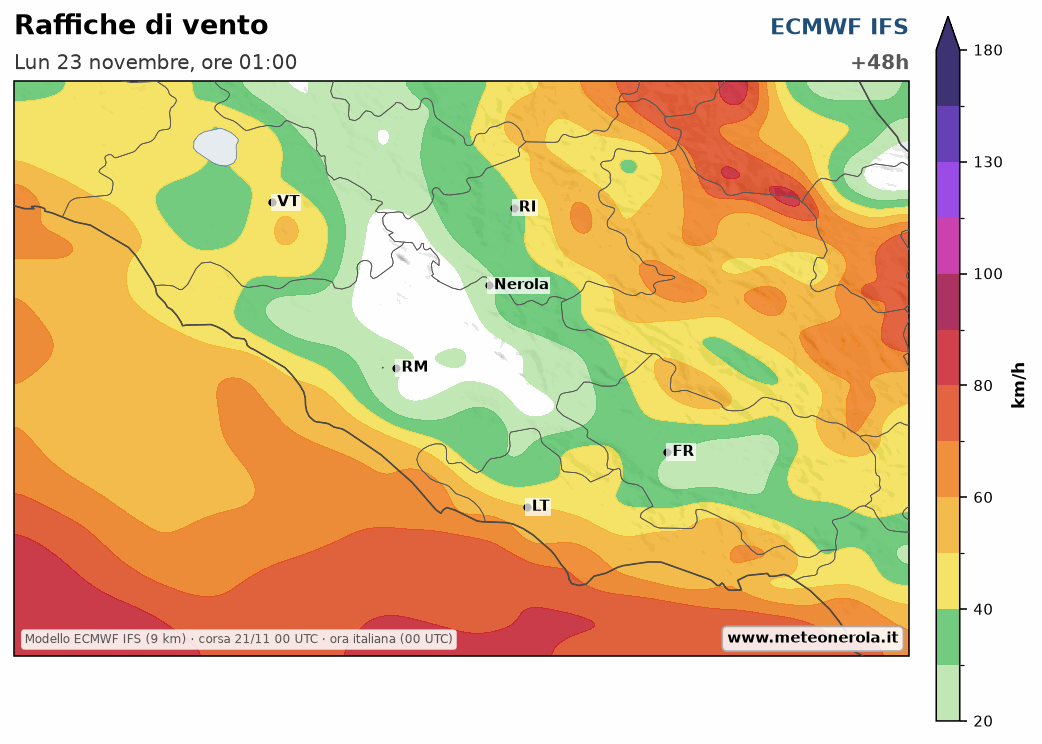 Raffiche di vento
ECMWF IFS
Lun 23 novembre, ore 01:00
+48h
180
130
100
80
60
40
20
km/h
VT
RI
Nerola
RM
FR
LT
Modello ECMWF IFS (9 km) · corsa 21/11 00 UTC · ora italiana (00 UTC)
www.meteonerola.it